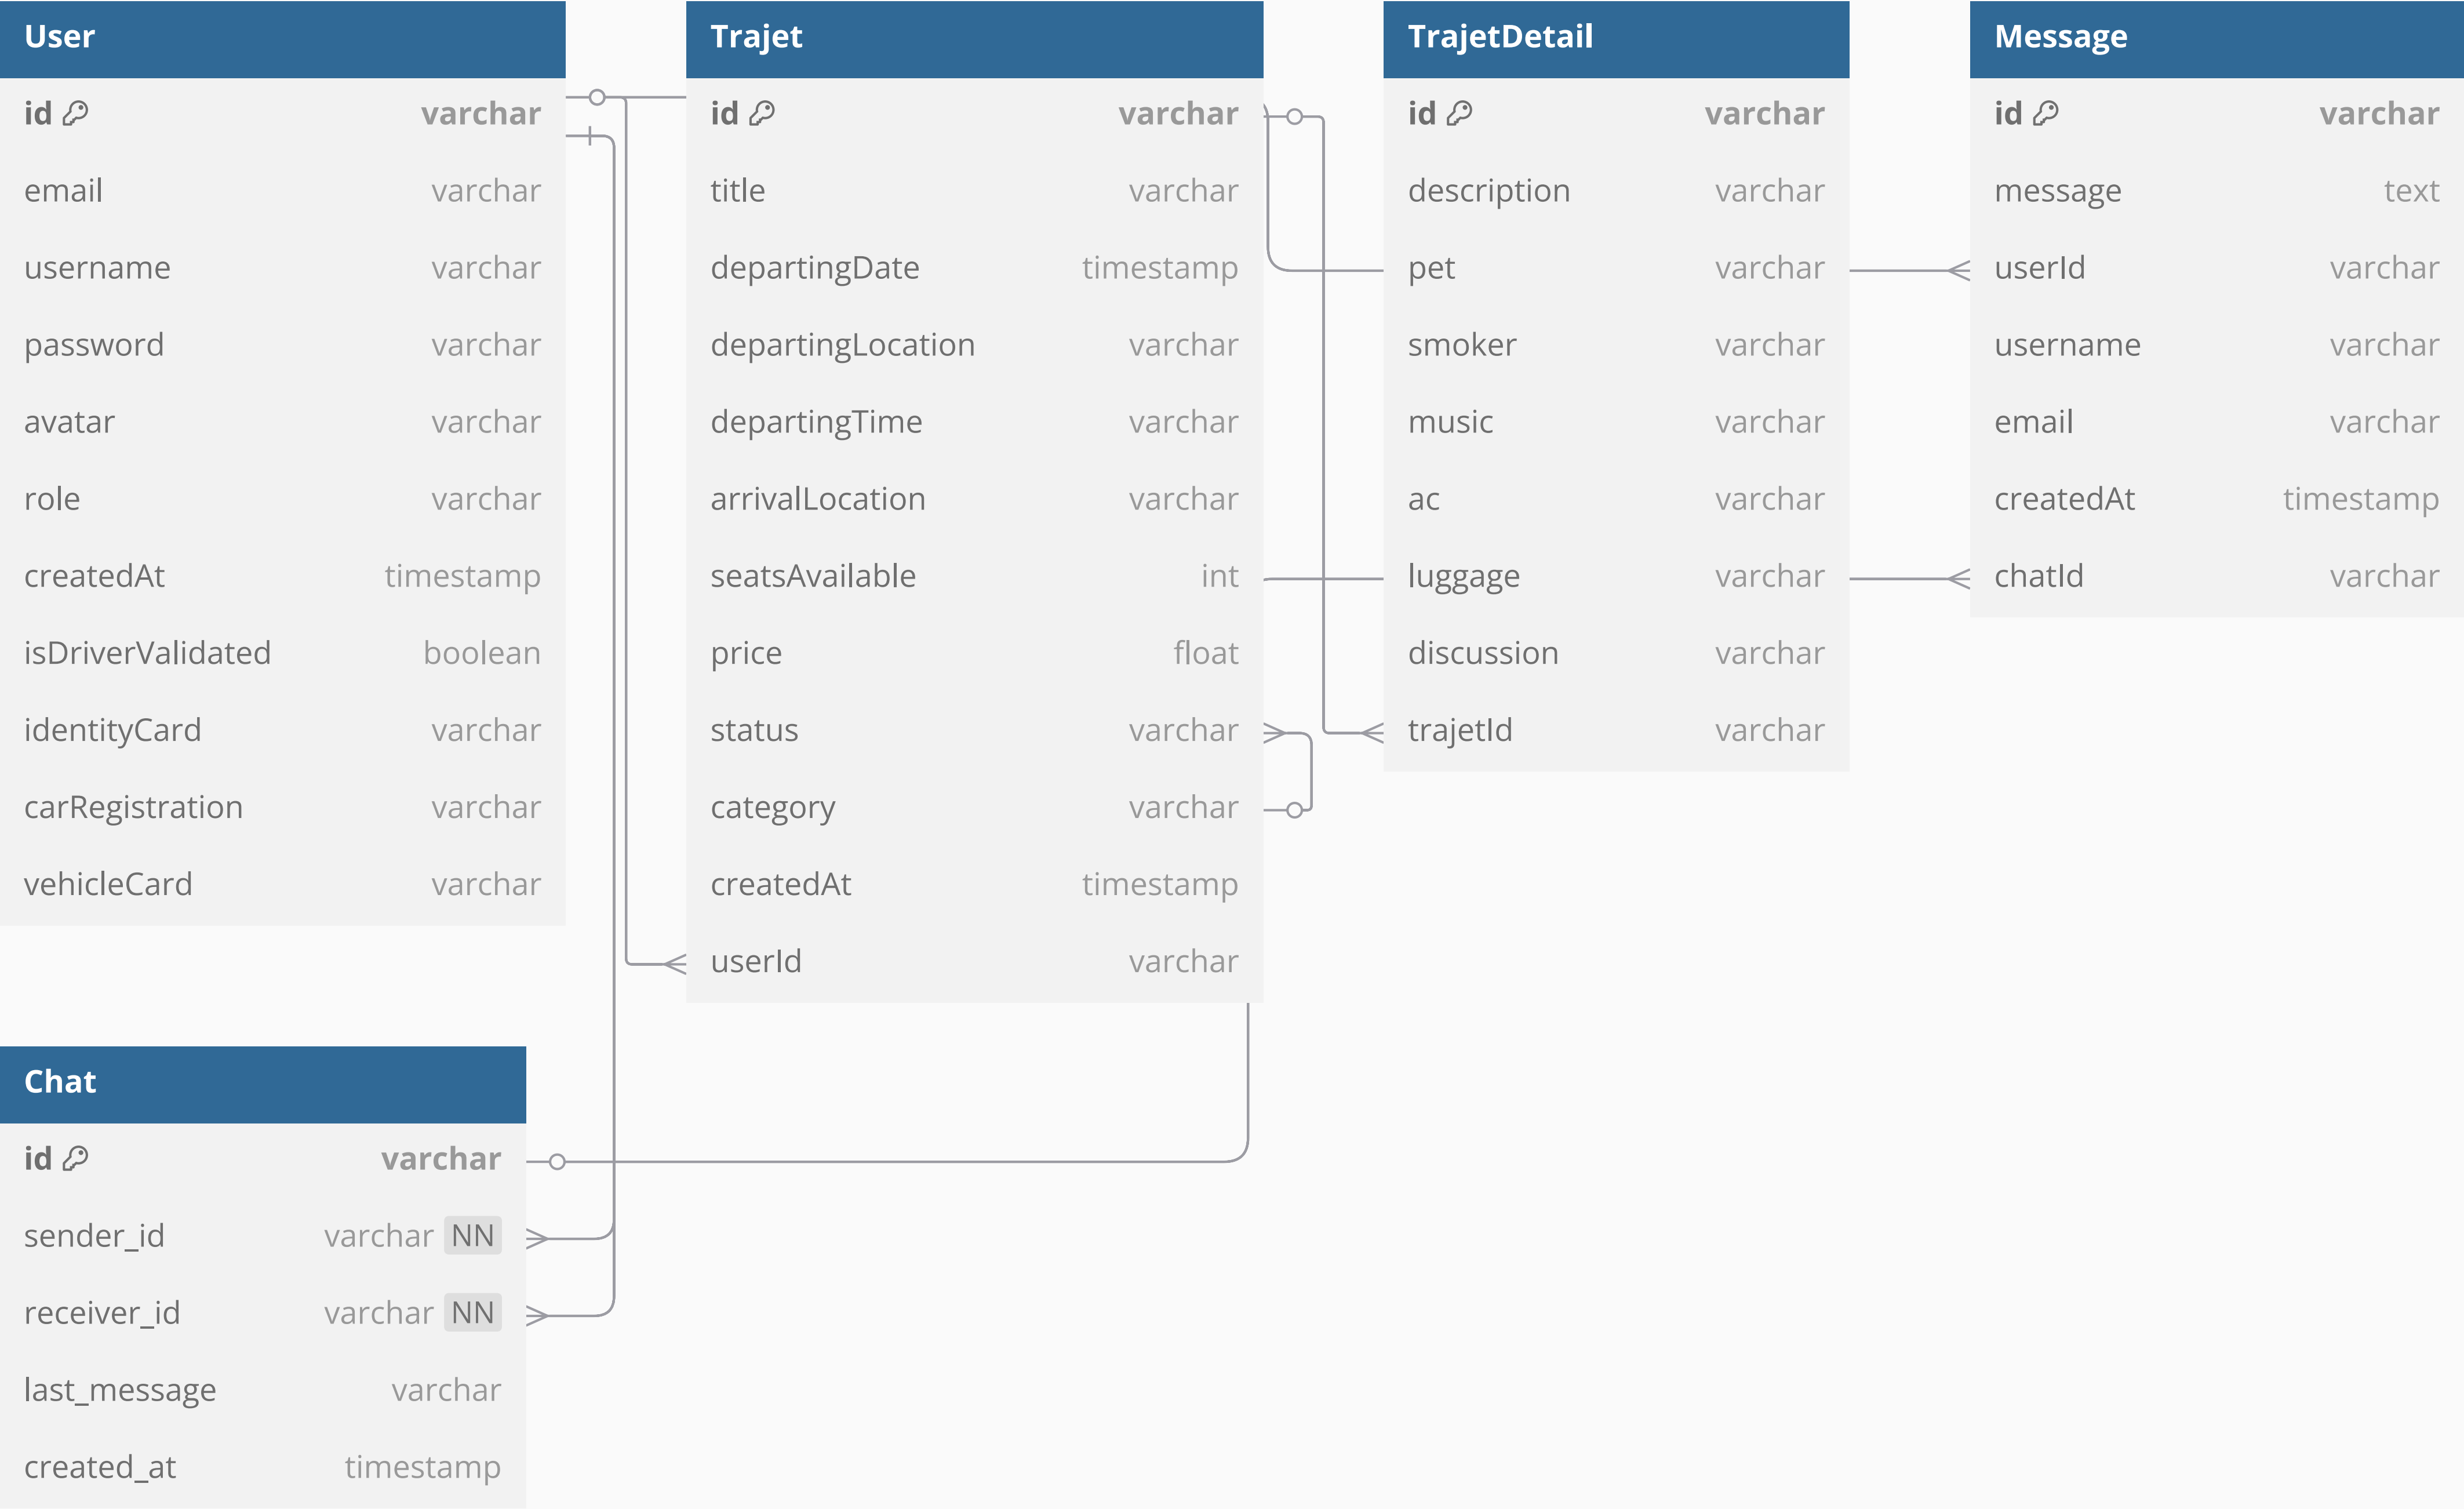 User
id varchar
email varchar
username varchar
password varchar
avatar varchar
role varchar
createdAt timestamp
isDriverValidated boolean
identityCard varchar
carRegistration varchar
vehicleCard varchar
Trajet
id varchar
title varchar
departingDate timestamp
departingLocation varchar
departingTime varchar
arrivalLocation varchar
seatsAvailable int
price float
status varchar
category varchar
createdAt timestamp
userId varchar
TrajetDetail
id varchar
description varchar
pet varchar
smoker varchar
music varchar
ac varchar
luggage varchar
discussion varchar
trajetId varchar
Message
id varchar
message text
userId varchar
username varchar
email varchar
createdAt timestamp
chatId varchar
Chat
id varchar
sender_id varchar NN
receiver_id varchar NN
last_message varchar
created_at timestamp